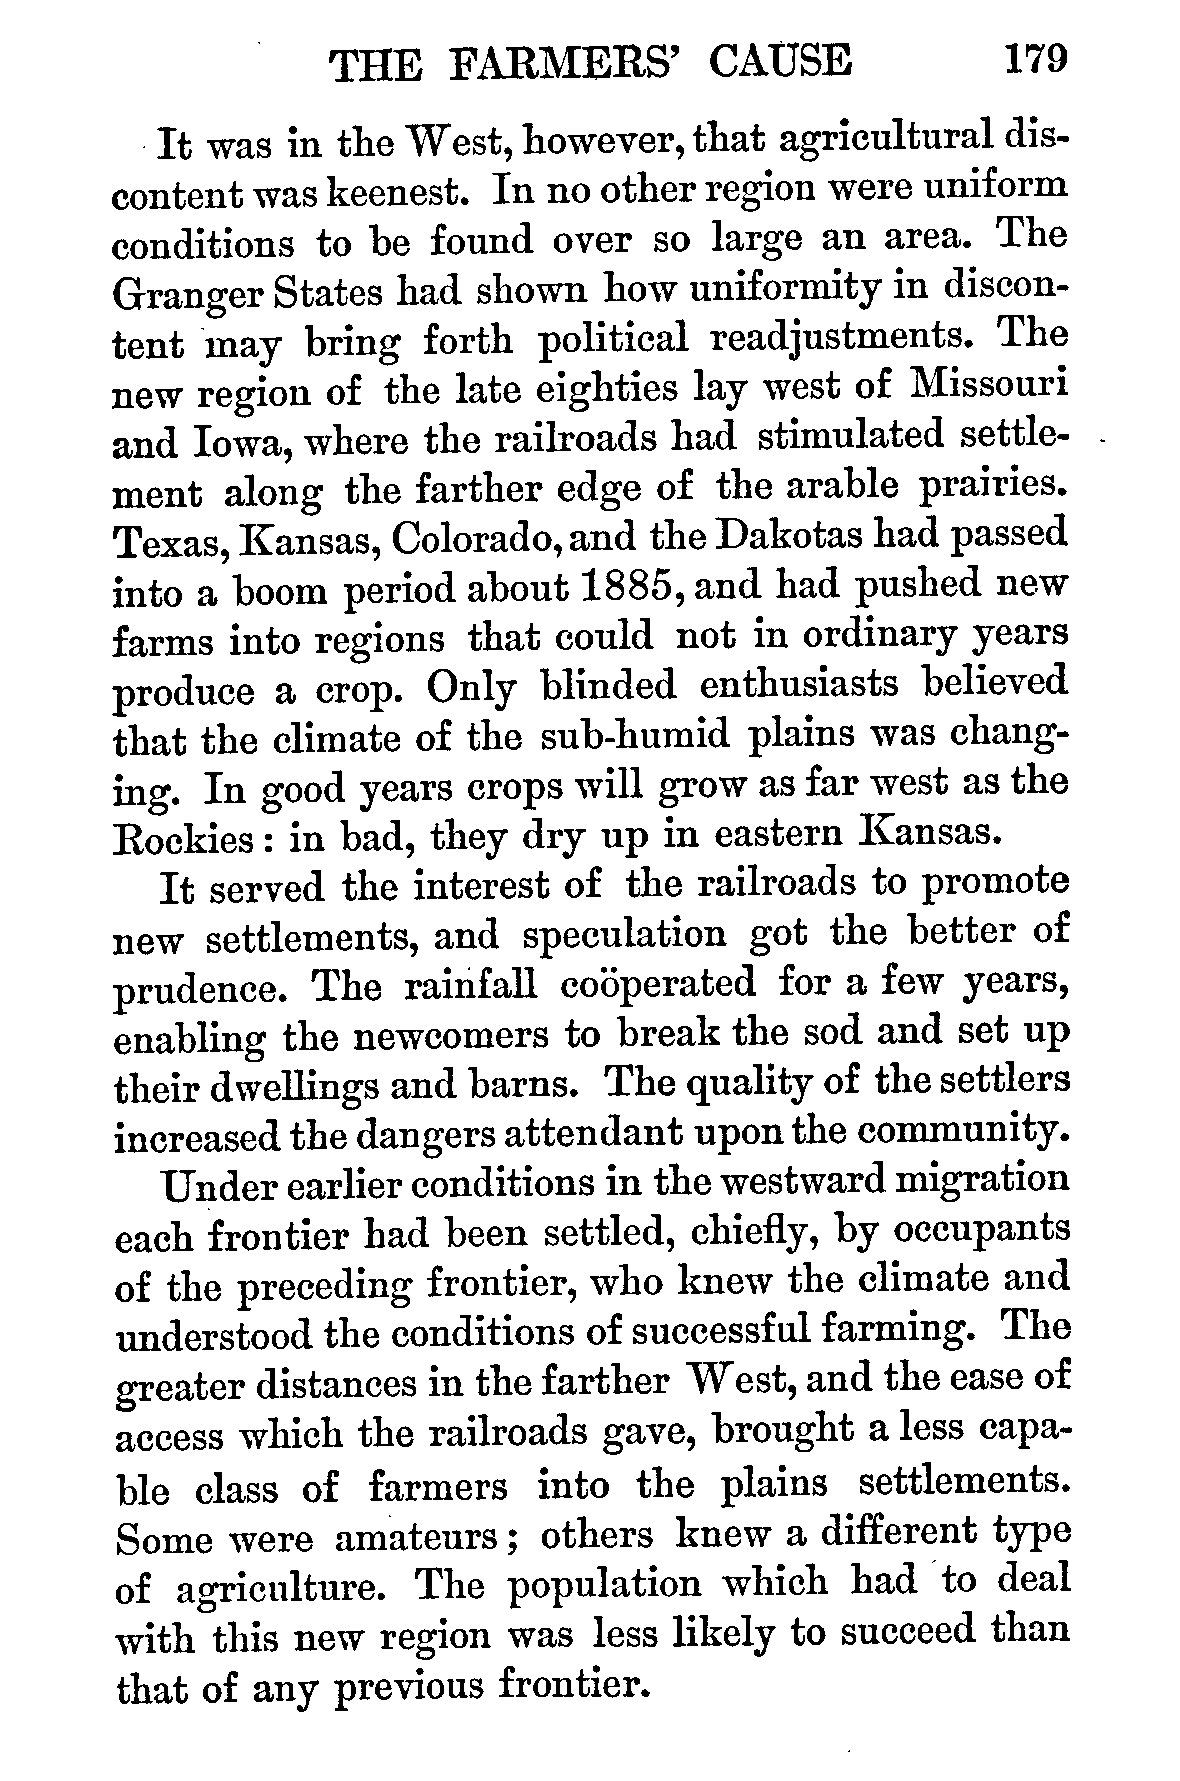 THE FARMERS' CAUSE 179
It was in the West, however, that agricultural dis-
content was keenest. In no other region were uniform
conditions to be found over so large an area. The
Granger States had shown how uniformity in discon-
tent may bring forth political readjustments. The
new region of the late eighties lay west of Missouri
and Iowa, where the railroads had stimulated settle-
ment along the farther edge of the arable prairies.
Texas, Kansas, Colorado, and the Dakotas had passed
into a boom period about 1885, and had pushed new
farms into regions that could not in ordinary years
produce a crop. Only blinded enthusiasts believed
that the climate of the sub-humid plains was chang-
ing. In good years crops will grow as far west as the
Rockies: in bad, they dry up in eastern Kansas.
It served the interest of the railroads to promote
new settlements, and speculation got the better of
prudence. The rainfall coöperated for a few years,
enabling the newcomers to break the sod and set up
their dwellings and barns. The quality of the settlers
increased the dangers attendant upon the community.
Under earlier conditions in the westward migration
each frontier had been settled, chiefly, by occupants
of the preceding frontier, who knew the climate and
understood the conditions of successful farming. The
greater distances in the farther West, and the ease of
access which the railroads gave, brought a less capa-
ble class of farmers into the plains settlements.
Some were amateurs; others knew a different type
of agriculture. The population which had to deal
with this new region was less likely to succeed than
that of any previous frontier.